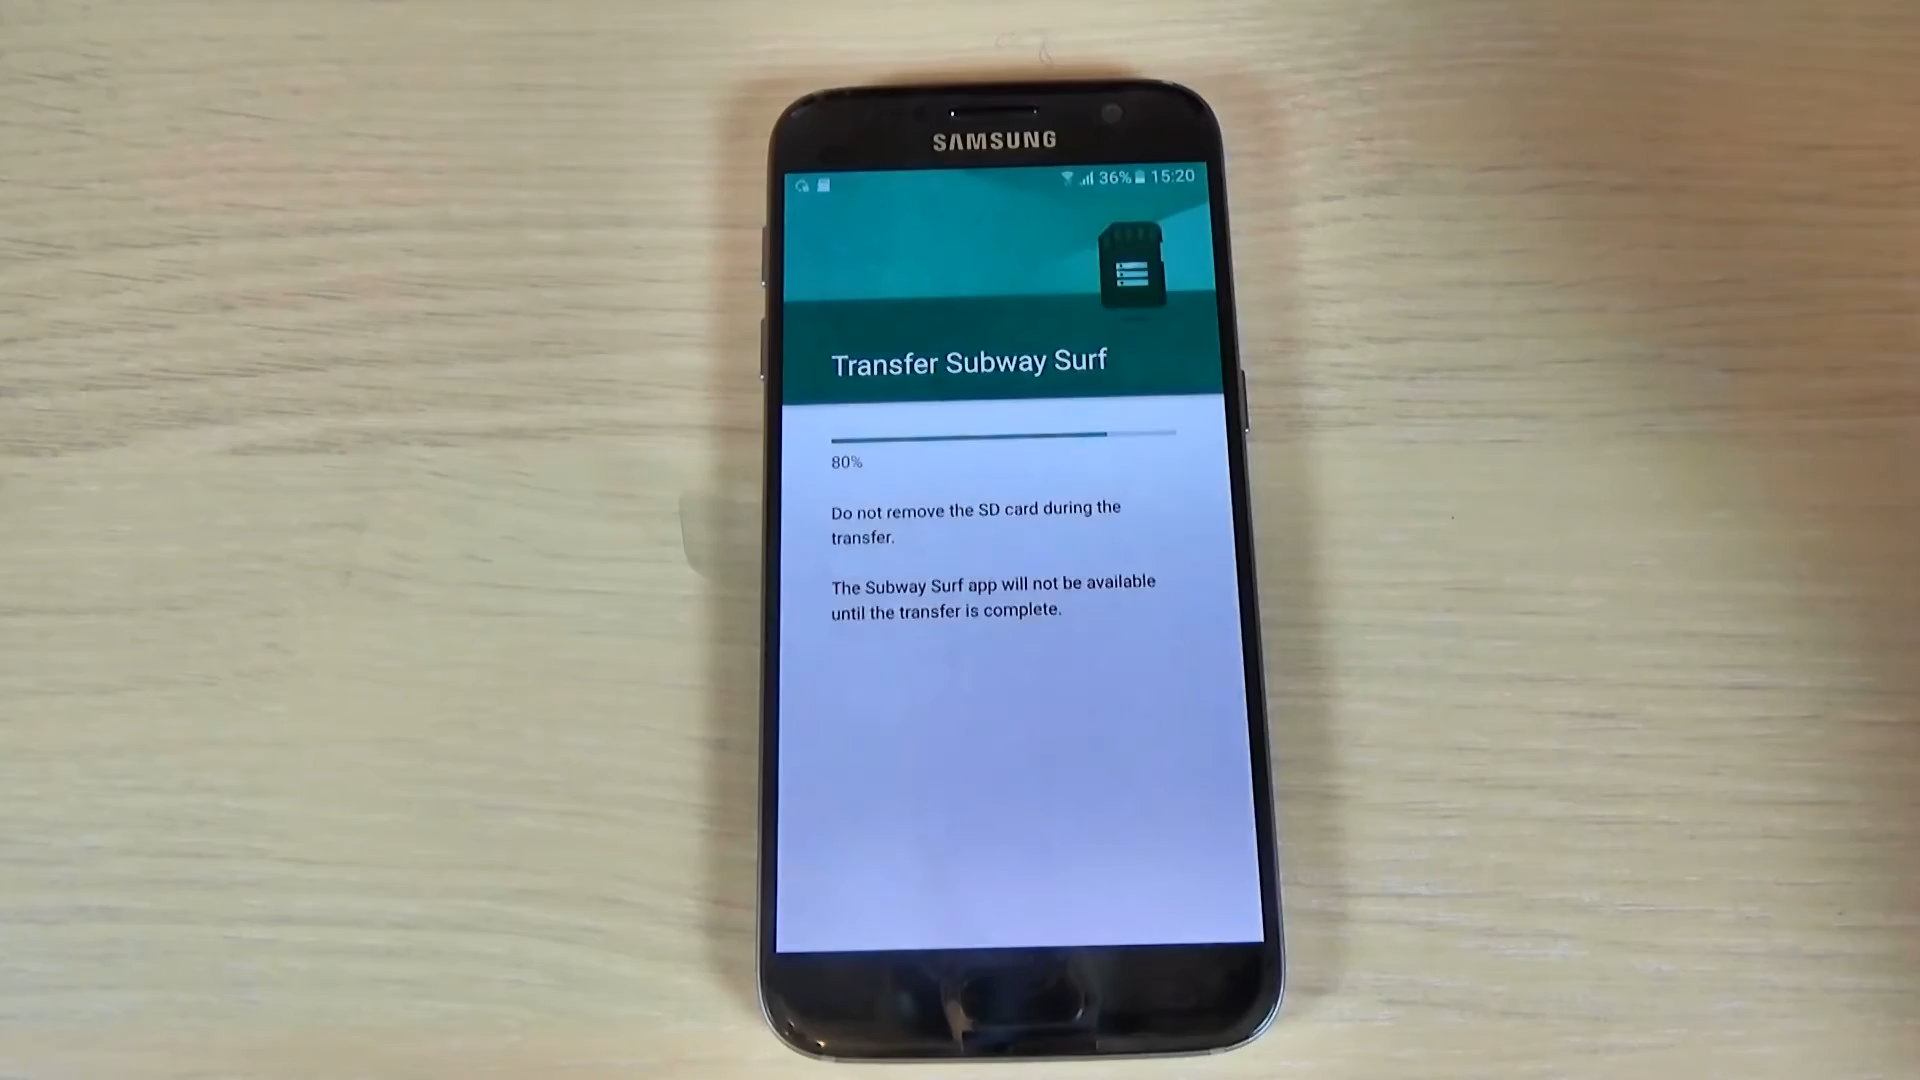 SAMSUNG
36% 15:20
Transfer Subway Surf
80%
Do not remove the SD card during the
transfer.
The Subway Surf app will not be available
until the transfer is complete.